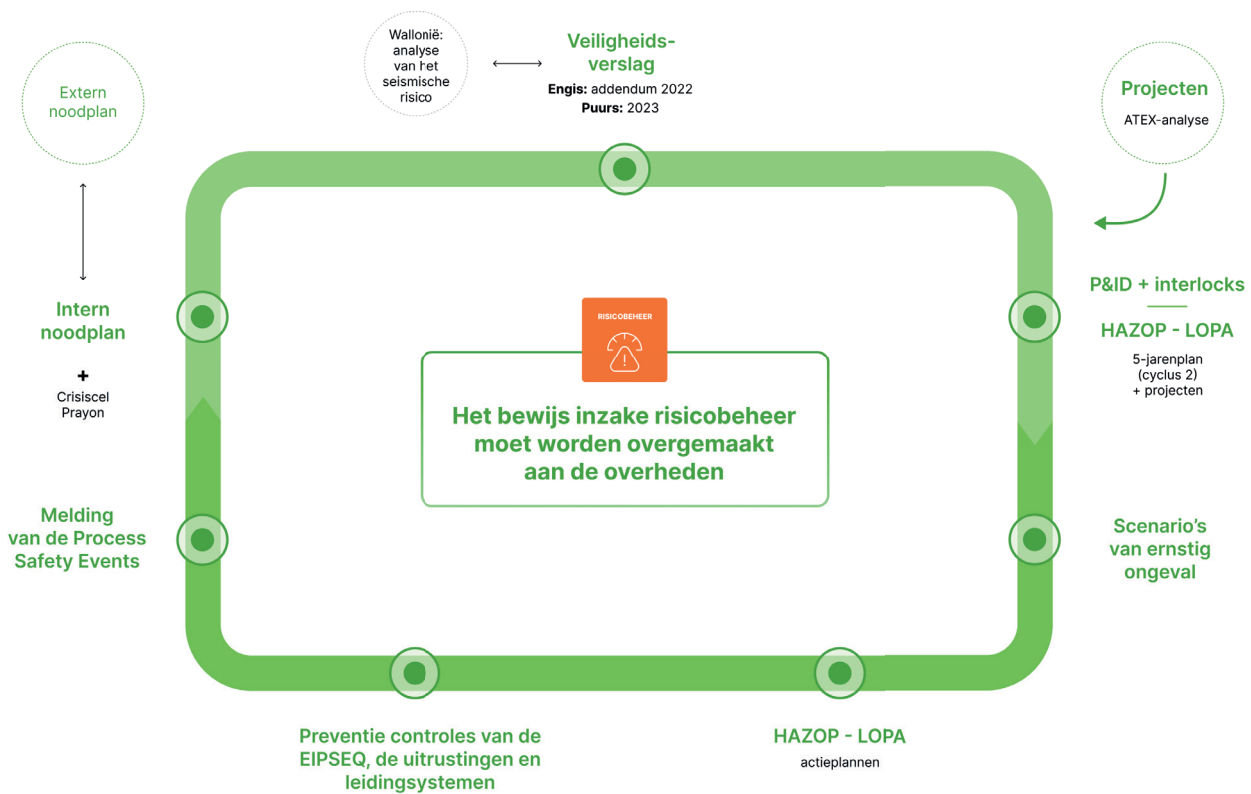 Wallonië:
analyse
van het
seismische
risico
Veiligheids-
verslag
Engis: addendum 2022
Puurs: 2023
Extern
noodplan
Projecten
ATEX-analyse
Intern
noodplan
+
Crisiscel
Prayon
RISICOBEHEER
Het bewijs inzake risicobeheer
moet worden overgemaakt
aan de overheden
P&ID + interlocks
HAZOP - LOPA
5-jarenplan
(cyclus 2)
+ projecten
Melding
van de Process
Safety Events
Scenario's
van ernstig
ongeval
Preventie controles van de
EIPSEQ, de uitrustingen en
leidingsystemen
HAZOP - LOPA
actieplannen